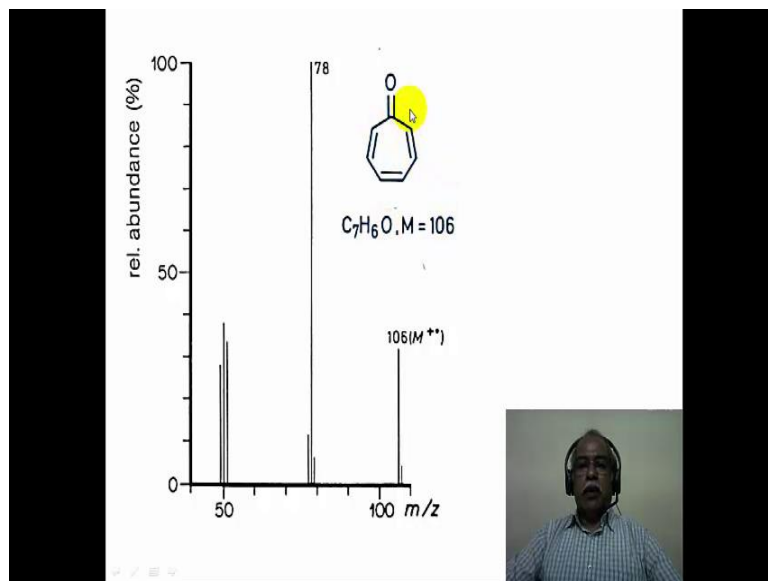 100
78
O
rel. abundance (%)
C₇H₆O, M = 106
50
106(M⁺•)
0
50
100 m/z